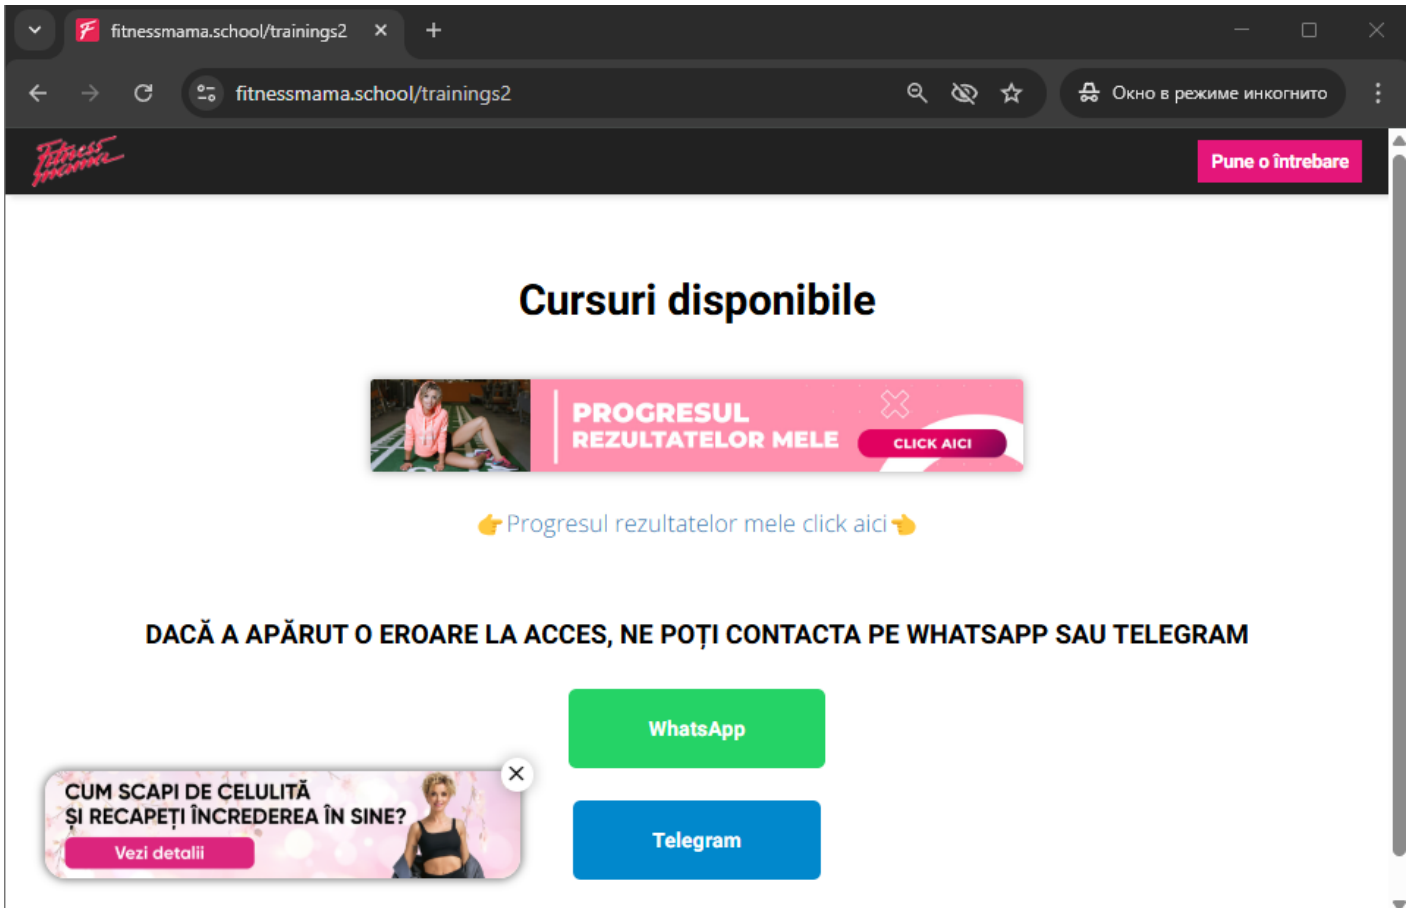 fitnessmama.school/trainings2
fitnessmama.school/trainings2
Окно в режиме инкогнито
Fitness
mama
Pune o întrebare
Cursuri disponibile
PROGRESUL
REZULTATELOR MELE
CLICK AICI
👉Progresul rezultatelor mele click aici👈
DACĂ A APĂRUT O EROARE LA ACCES, NE POȚI CONTACTA PE WHATSAPP SAU TELEGRAM
WhatsApp
CUM SCAPI DE CELULITĂ
ȘI RECAPEȚI ÎNCREDEREA ÎN SINE?
Vezi detalii
Telegram